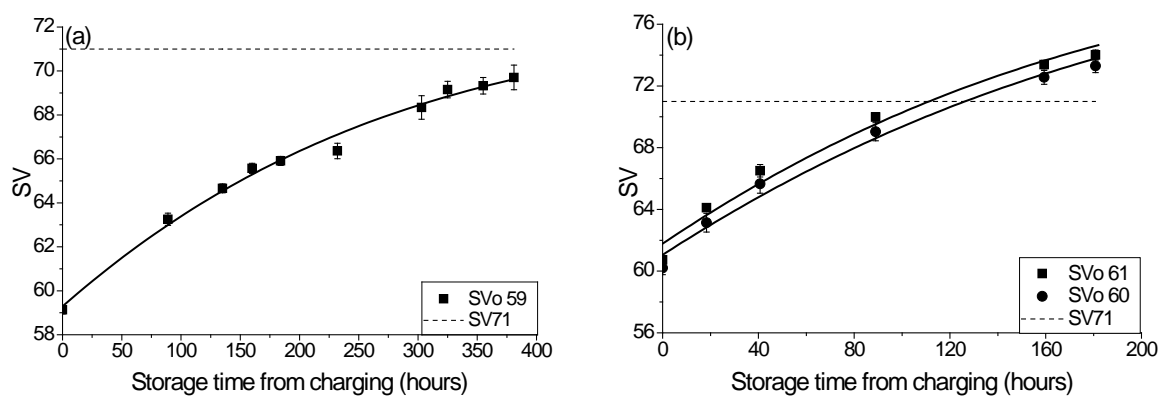 (a)
72
70
68
66
64
62
60
58
SV
0 50 100 150 200 250 300 350 400
Storage time from charging (hours)
SVo 59
SV71
(b)
76
72
68
64
60
56
SV
0 40 80 120 160 200
Storage time from charging (hours)
SVo 61
SVo 60
SV71